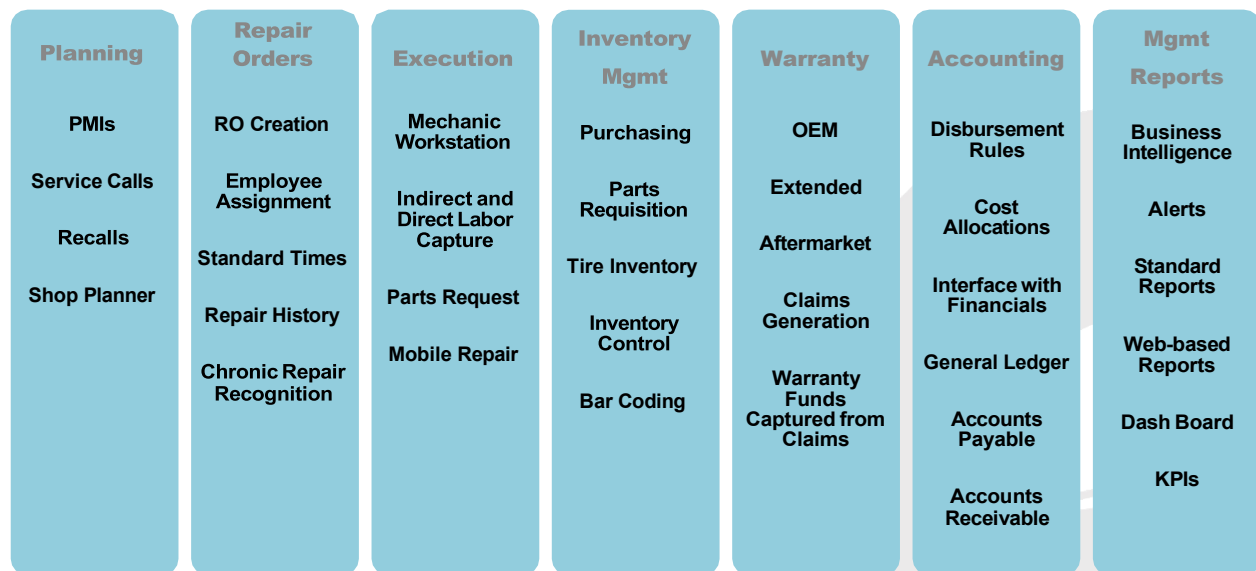 Planning
PMIs
Service Calls
Recalls
Shop Planner
Repair
Orders
RO Creation
Employee
Assignment
Standard Times
Repair History
Chronic Repair
Recognition
Execution
Mechanic
Workstation
Indirect and
Direct Labor
Capture
Parts Request
Mobile Repair
Inventory
Mgmt
Purchasing
Parts
Requisition
Tire Inventory
Inventory
Control
Bar Coding
Warranty
OEM
Extended
Aftermarket
Claims
Generation
Warranty
Funds
Captured from
Claims
Accounting
Disbursement
Rules
Cost
Allocations
Interface with
Financials
General Ledger
Accounts
Payable
Accounts
Receivable
Mgmt
Reports
Business
Intelligence
Alerts
Standard
Reports
Web-based
Reports
Dash Board
KPIs